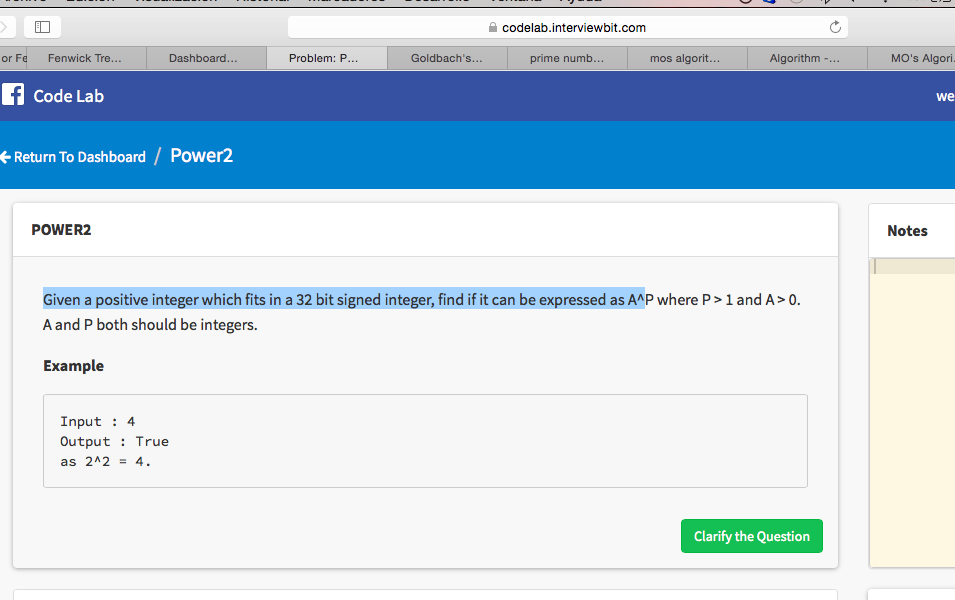 codelab.interviewbit.com
or Fe
Fenwick Tre...
Dashboard...
Problem: P...
Goldbach's...
prime numb...
mos algorit...
Algorithm -...
MO's Algori
Code Lab
we
Return To Dashboard / Power2
POWER2
Notes
Given a positive integer which fits in a 32 bit signed integer, find if it can be expressed as A^P where P > 1 and A > 0.
A and P both should be integers.
Example
Input : 4
Output : True
as 2^2 = 4.
Clarify the Question